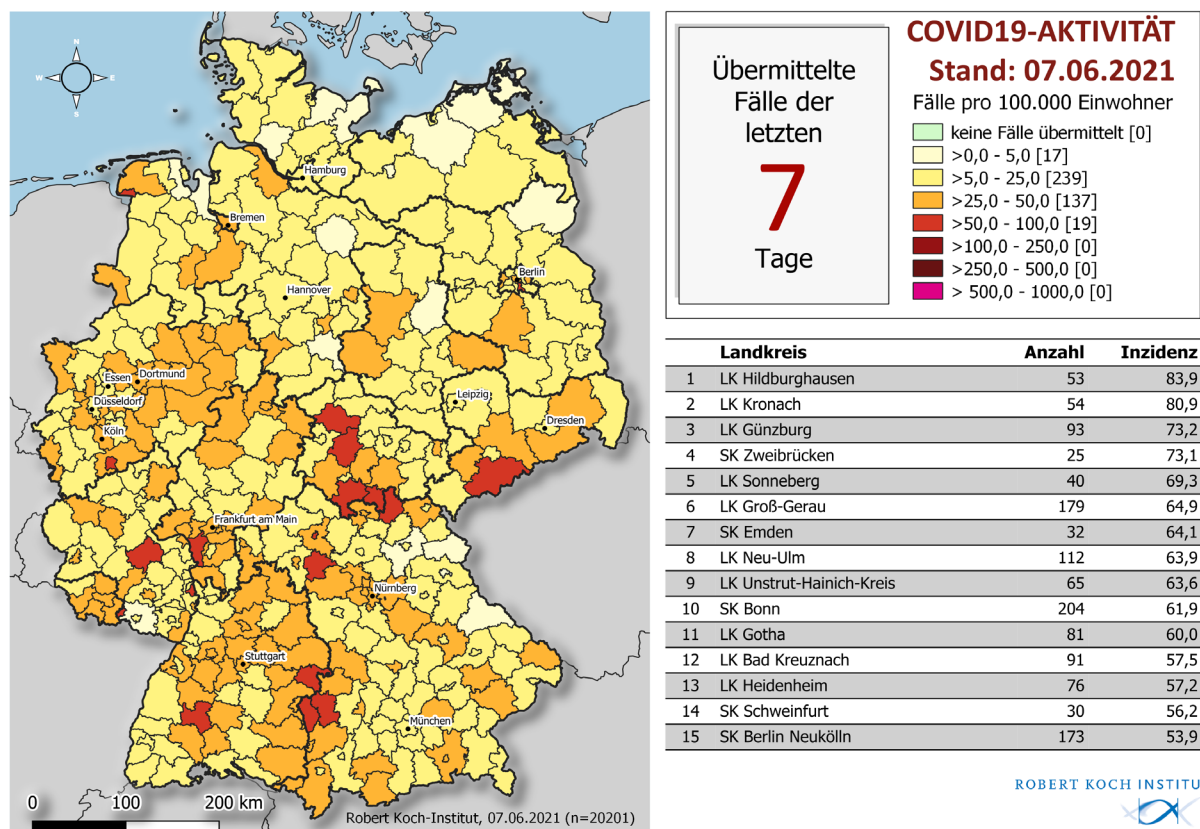 N
W
E
S
Hamburg
Bremen
Berlin
Hannover
Essen
Dortmund
Düsseldorf
Köln
Leipzig
Dresden
Frankfurt am Main
Nürnberg
Stuttgart
München
0 100 200 km
Robert Koch-Institut, 07.06.2021 (n=20201)
Übermittelte
Fälle der
letzten
7
Tage
COVID19-AKTIVITÄT
Stand: 07.06.2021
Fälle pro 100.000 Einwohner
keine Fälle übermittelt [0]
>0,0 - 5,0 [17]
>5,0 - 25,0 [239]
>25,0 - 50,0 [137]
>50,0 - 100,0 [19]
>100,0 - 250,0 [0]
>250,0 - 500,0 [0]
> 500,0 - 1000,0 [0]
Landkreis Anzahl Inzidenz
1 LK Hildburghausen 53 83,9
2 LK Kronach 54 80,9
3 LK Günzburg 93 73,2
4 SK Zweibrücken 25 73,1
5 LK Sonneberg 40 69,3
6 LK Groß-Gerau 179 64,9
7 SK Emden 32 64,1
8 LK Neu-Ulm 112 63,9
9 LK Unstrut-Hainich-Kreis 65 63,6
10 SK Bonn 204 61,9
11 LK Gotha 81 60,0
12 LK Bad Kreuznach 91 57,5
13 LK Heidenheim 76 57,2
14 SK Schweinfurt 30 56,2
15 SK Berlin Neukölln 173 53,9
ROBERT KOCH INSTITU